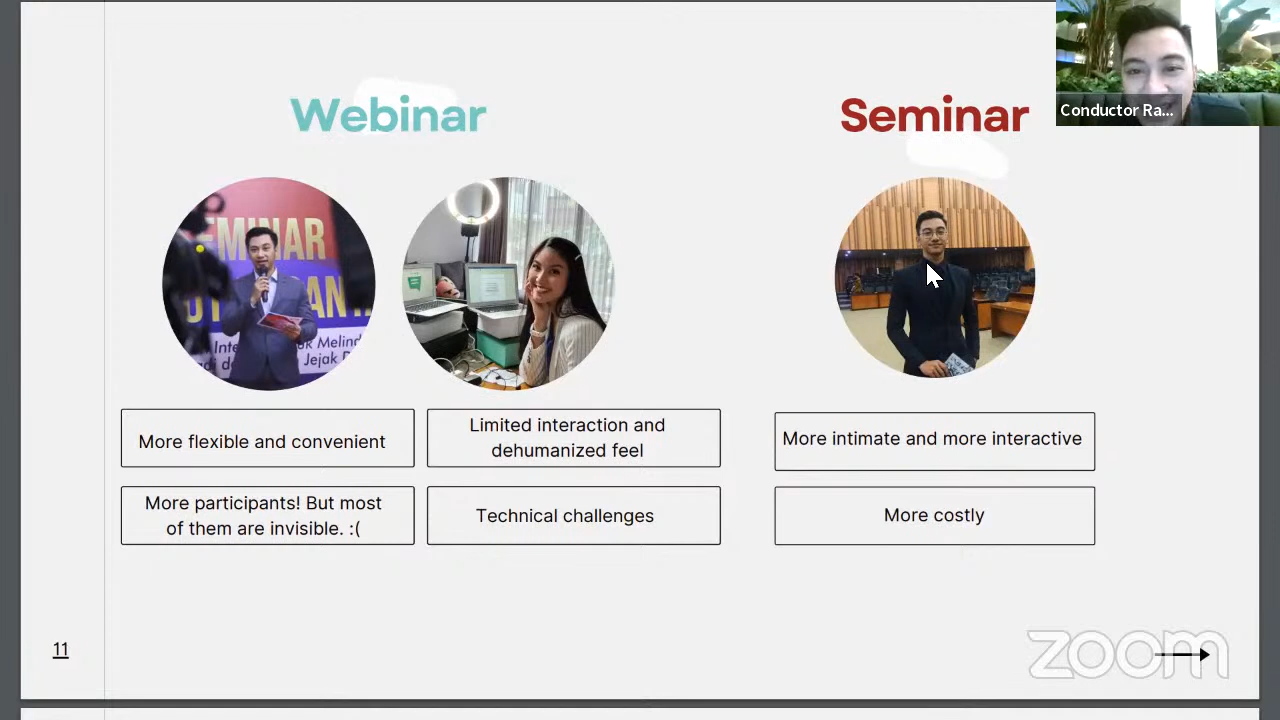 Webinar
Seminar
Conductor Ra...
SEMINAR
More flexible and convenient
Limited interaction and
dehumanized feel
More intimate and more interactive
More participants! But most
of them are invisible. :(
Technical challenges
More costly
11
zoom